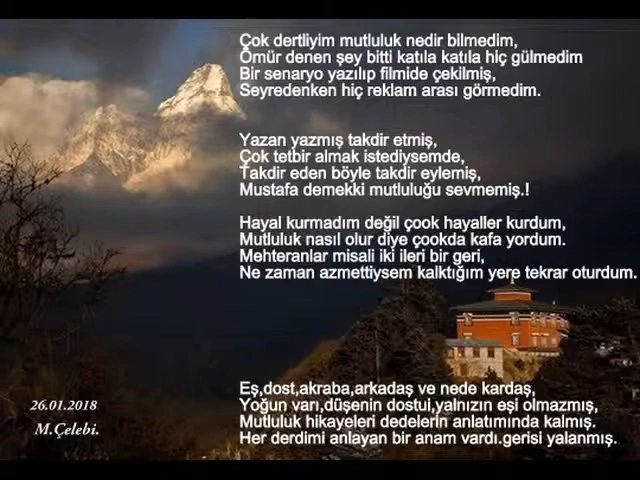 Çok dertliyim mutluluk nedir bilmedim,
Ömür denen şey bitti katıla katıla hiç gülmedim
Bir senaryo yazılıp filmide çekilmiş,
Seyredenken hiç reklam arası görmedim.
Yazan yazmış takdir etmiş,
Çok tetbir almak istediysemde,
Takdir eden böyle takdir eylemiş,
Mustafa demekki mutluluğu sevmemiş.!
Hayal kurmadım değil çook hayaller kurdum,
Mutluluk nasıl olur diye çookda kafa yordum.
Mehteranlar misali iki ileri bir geri,
Ne zaman azmettiysem kalktığım yere tekrar oturdum.
Eş,dost,akraba,arkadaş ve nede kardaş,
Yoğun varı,düşenin dostui,yalnızın eşi olmazmış,
Mutluluk hikayeleri dedelerin anlatımında kalmış.
Her derdimi anlayan bir anam vardı.gerisi yalanmış.
26.01.2018
M.Çelebi.